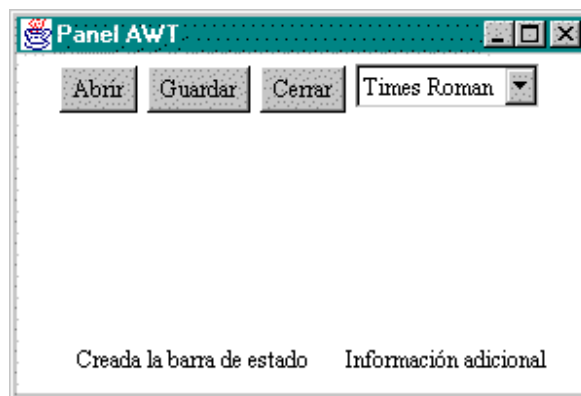 Panel AWT
Abrir Guardar Cerrar Times Roman
Creada la barra de estado Información adicional